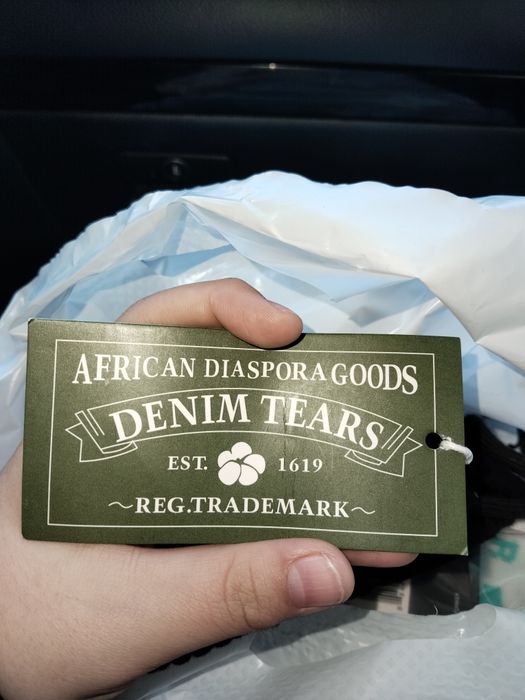 AFRICAN DIASPORA GOODS
DENIM TEARS
EST. 1619
~REG.TRADEMARK~